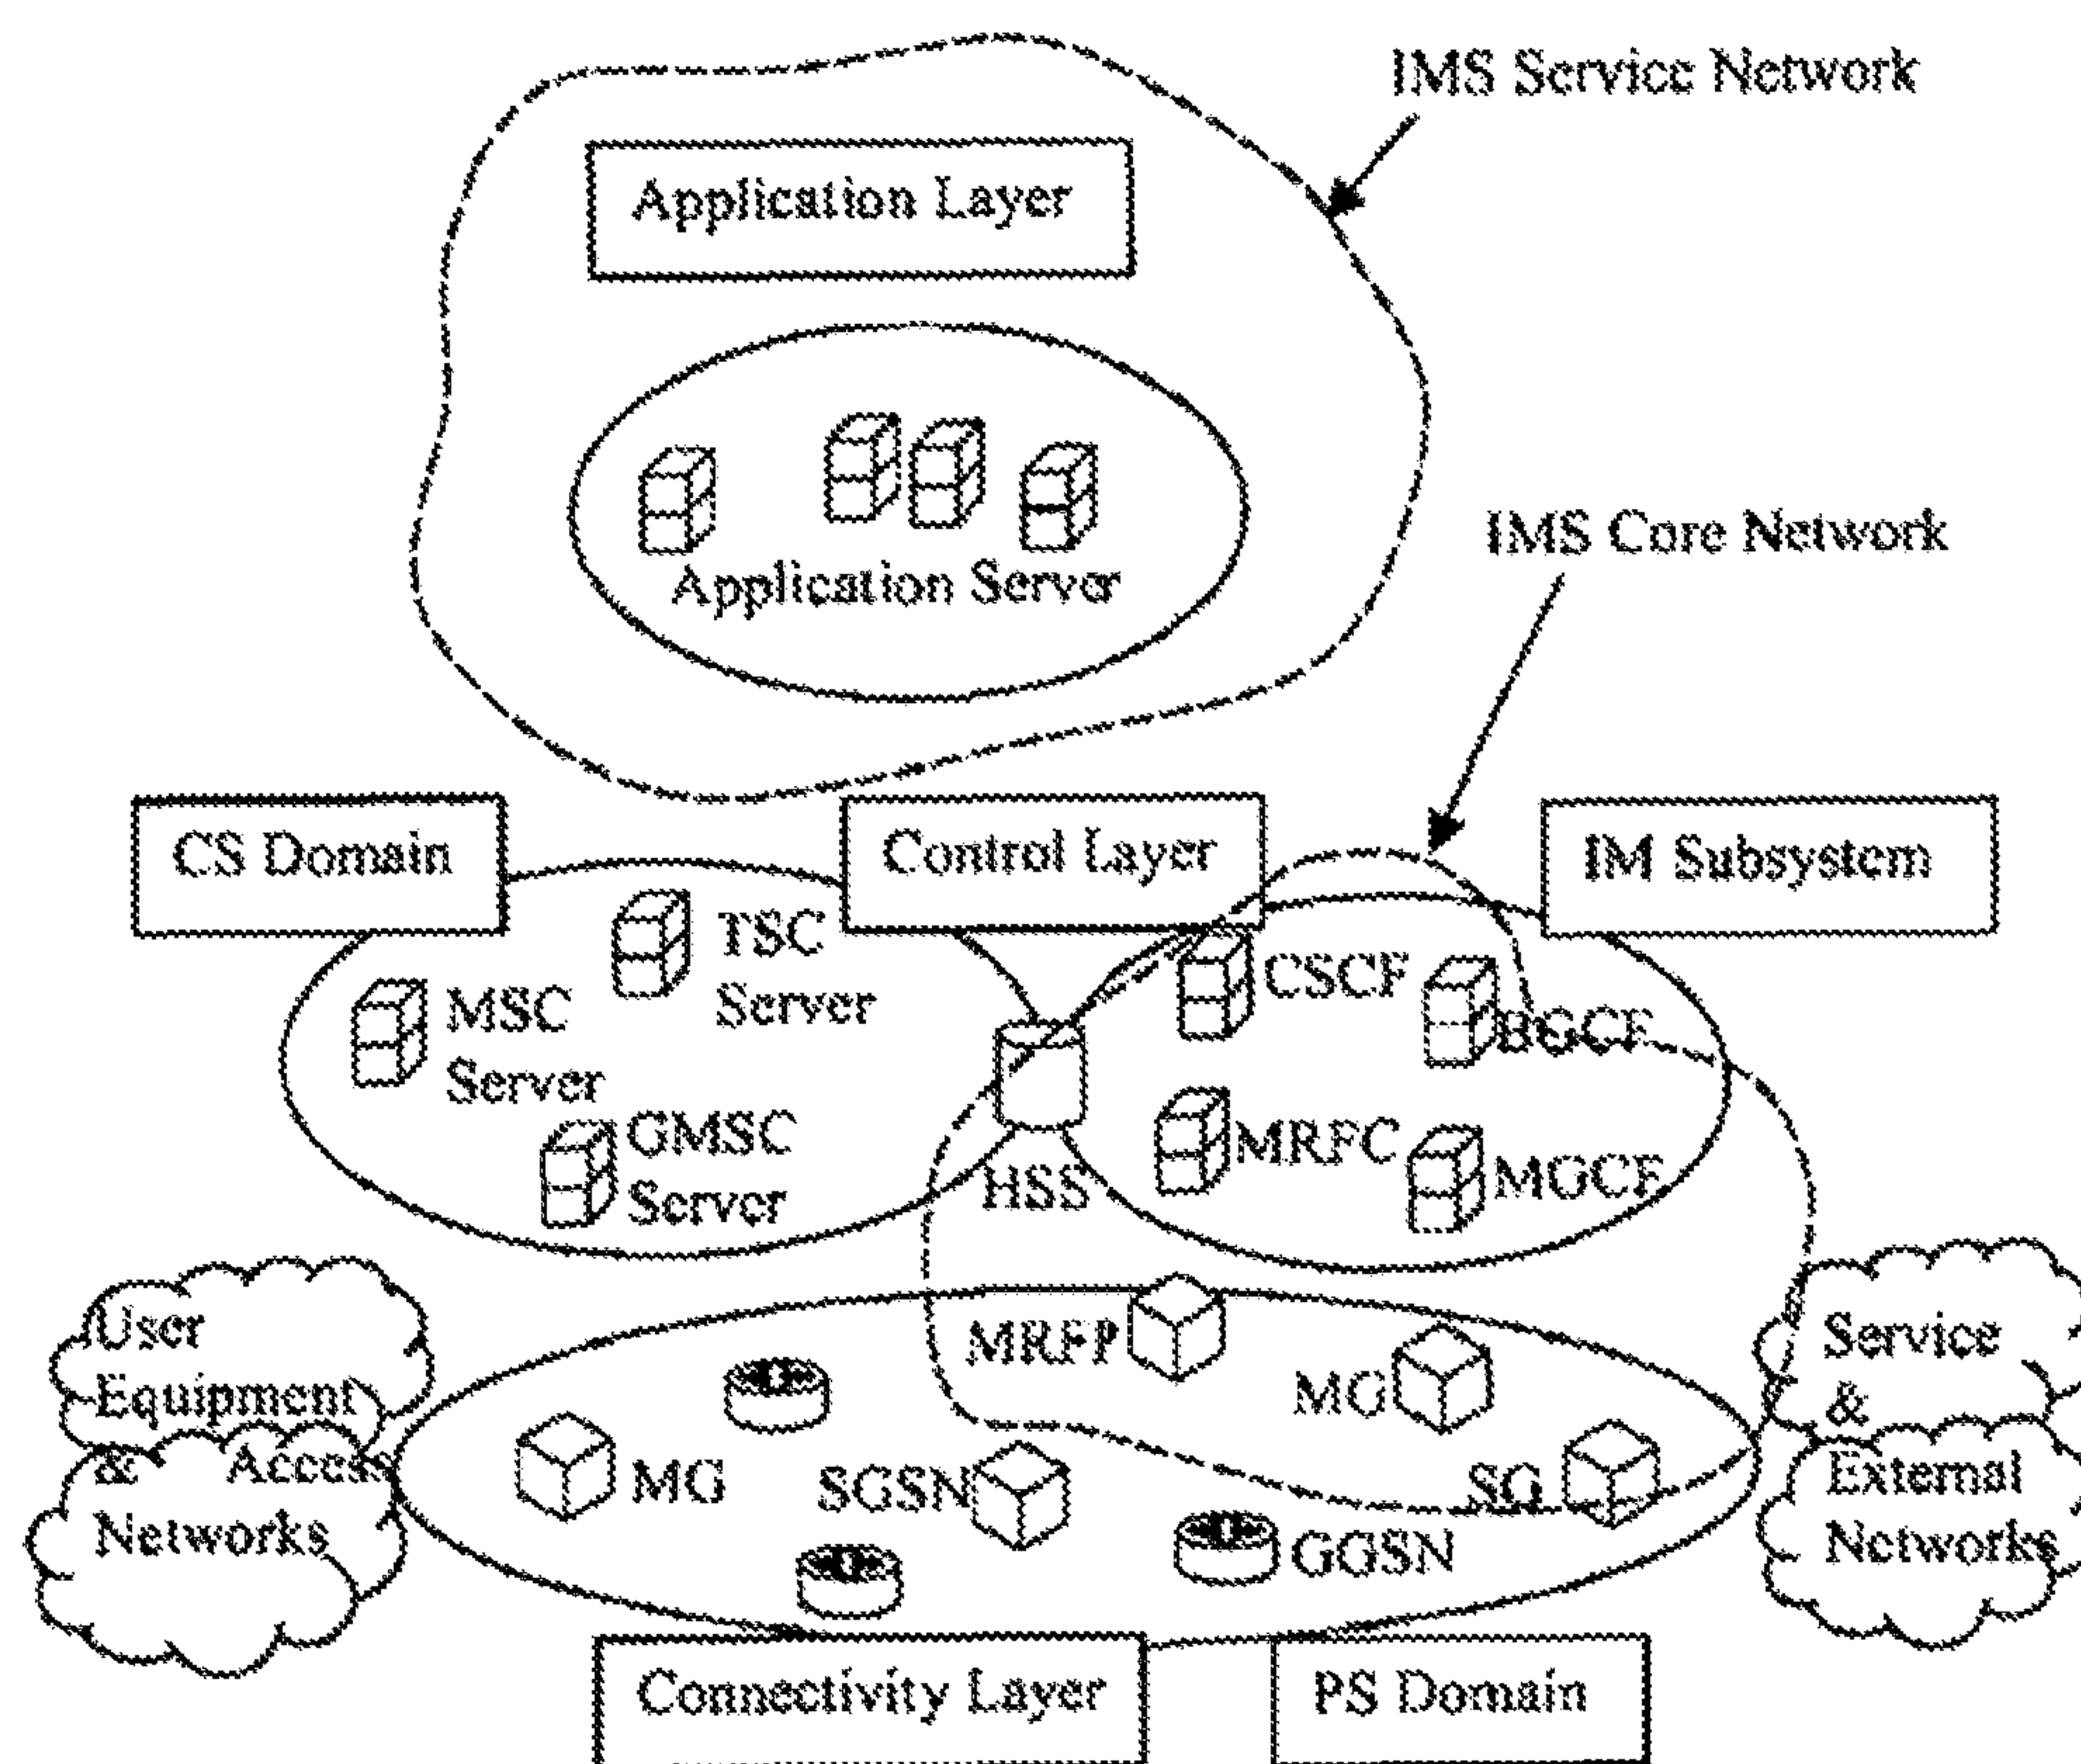 IMS Service Network
Application Layer
Application Server
IMS Core Network
CS Domain
Control Layer
IM Subsystem
TSC
Server
MSC
Server
GMSC
Server
HSS
CSCF
BGCF
MRFC
MGCF
User
Equipment
& Access
Networks
MRFP
MG
MG
SGSN
SG
GGSN
Service
&
External
Networks
Connectivity Layer
PS Domain